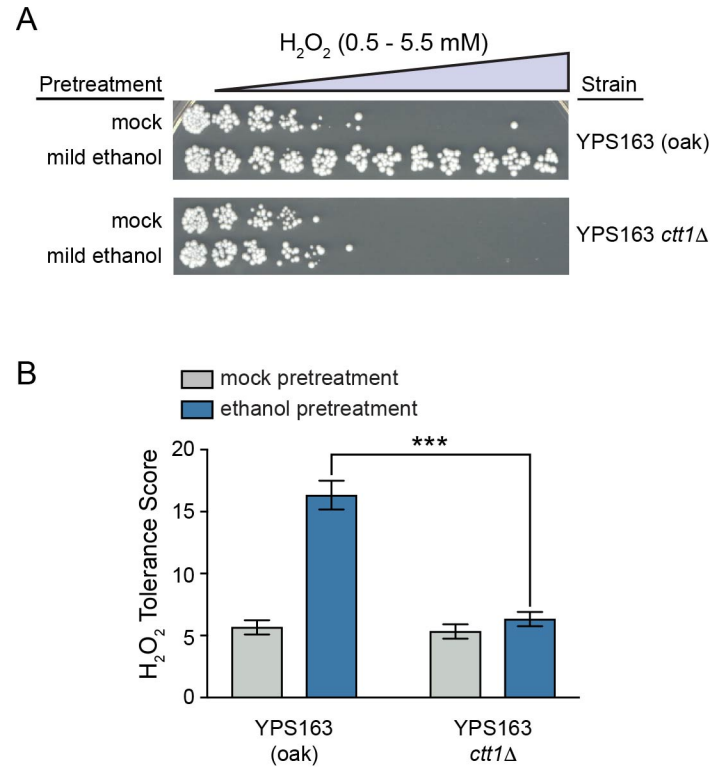 A
H₂O₂ (0.5 - 5.5 mM)
Pretreatment
Strain
mock
mild ethanol
YPS163 (oak)
mock
mild ethanol
YPS163 ctt1Δ
B
mock pretreatment
ethanol pretreatment
***
H₂O₂ Tolerance Score
20
15
10
5
0
YPS163
(oak)
YPS163
ctt1Δ